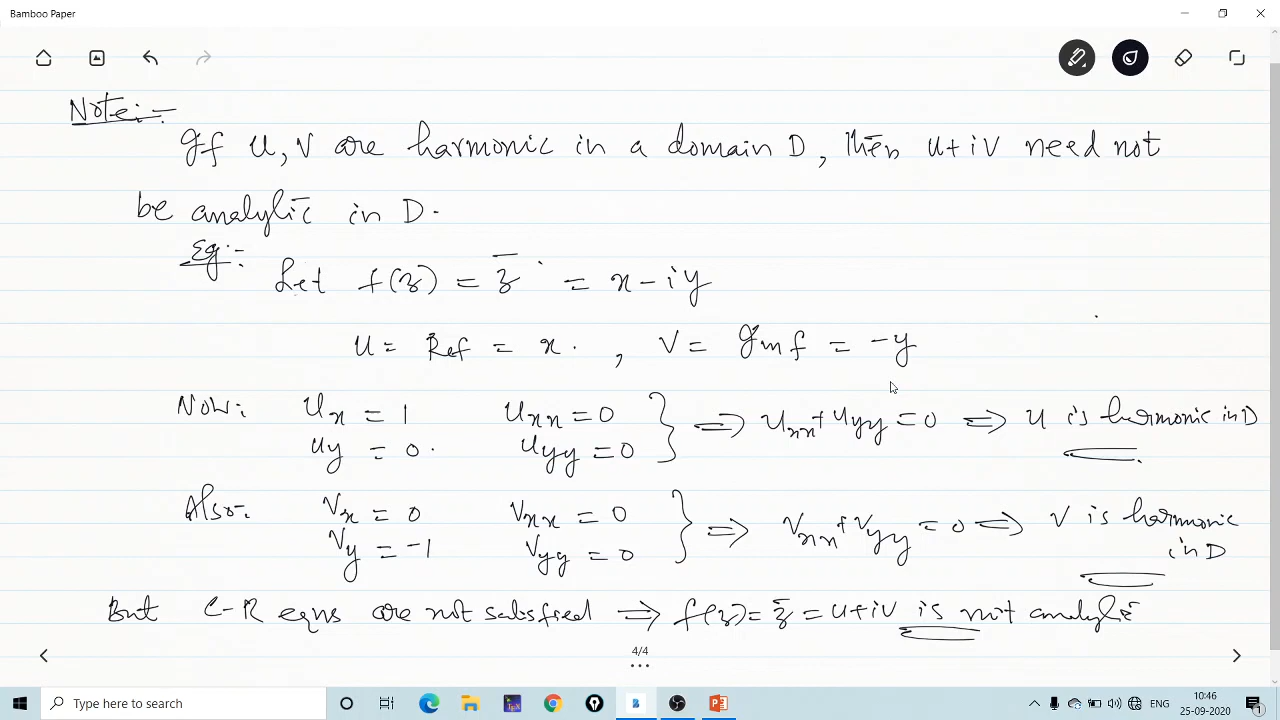 Bamboo Paper
Note:-
If U, V are harmonic in a domain D, then U+iV need not
be analytic in D.
Eg:-
Let f(z) = z̄ = x - iy
U = Ref = x. , V = Imf = -y
Now: Ux = 1 Uxx = 0
Uy = 0. Uyy = 0 } ⟹ Uxx+Uyy = 0 ⟹ U is harmonic in D
Also: Vx = 0 Vxx = 0
Vy = -1 Vyy = 0 } ⟹ Vxx+Vyy = 0 ⟹ V is harmonic
in D
But C-R eqns are not satisfied ⟹ f(z) = z̄ = U+iV is not analytic
4/4
Type here to search
ENG
10:46
25-09-2020